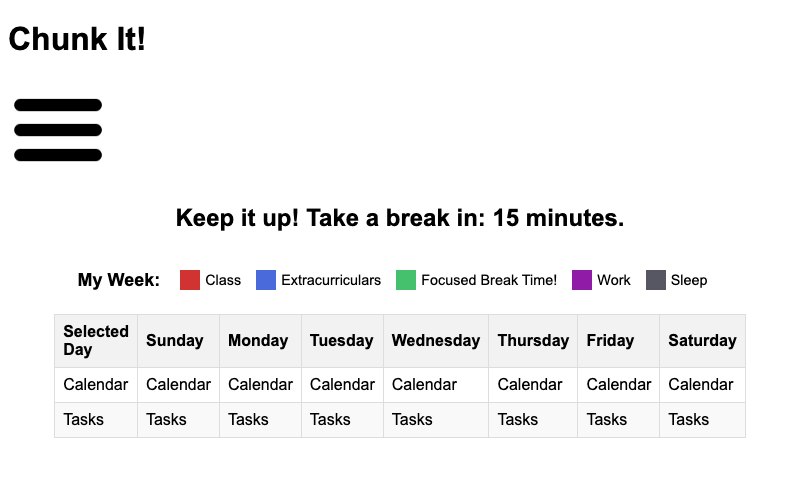 Chunk It!
Keep it up! Take a break in: 15 minutes.
My Week: Class Extracurriculars Focused Break Time! Work Sleep
Selected Day Sunday Monday Tuesday Wednesday Thursday Friday Saturday
Calendar Calendar Calendar Calendar Calendar Calendar Calendar Calendar
Tasks Tasks Tasks Tasks Tasks Tasks Tasks Tasks